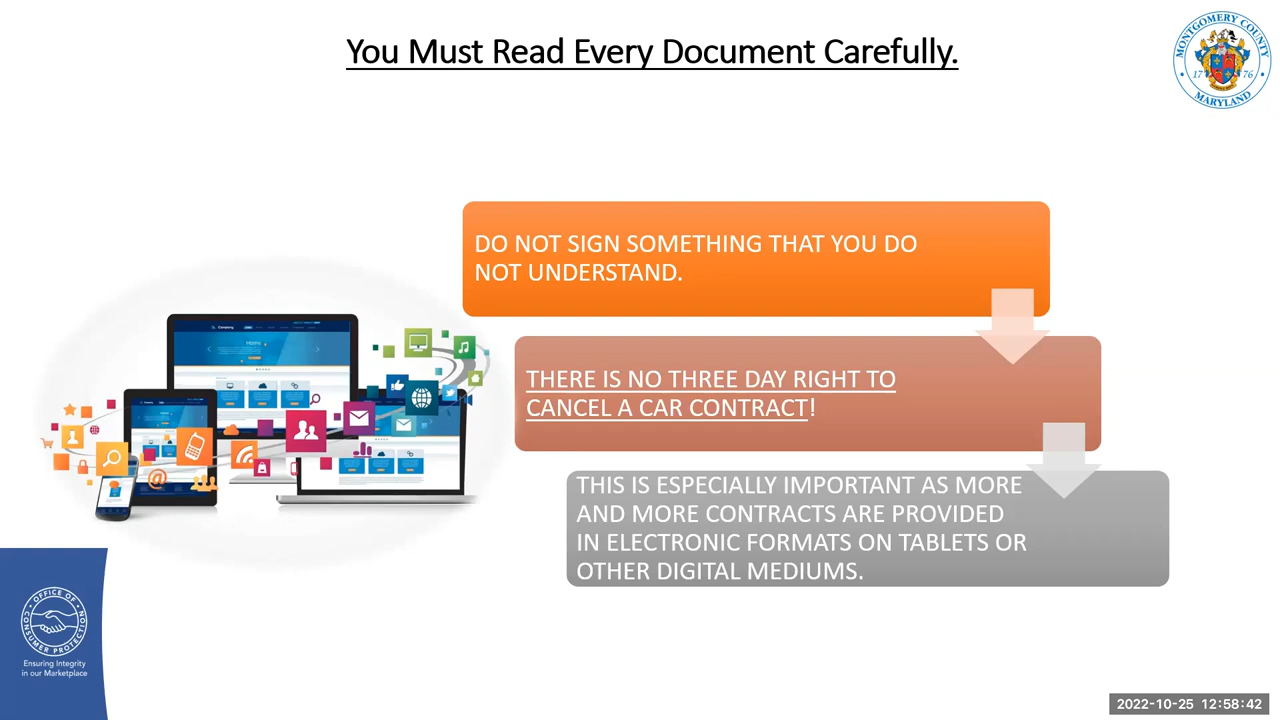 You Must Read Every Document Carefully.
MONTGOMERY COUNTY
17 76
MARYLAND
DO NOT SIGN SOMETHING THAT YOU DO
NOT UNDERSTAND.
THERE IS NO THREE DAY RIGHT TO
CANCEL A CAR CONTRACT!
THIS IS ESPECIALLY IMPORTANT AS MORE
AND MORE CONTRACTS ARE PROVIDED
IN ELECTRONIC FORMATS ON TABLETS OR
OTHER DIGITAL MEDIUMS.
OFFICE OF
CONSUMER PROTECTION
Ensuring Integrity
in our Marketplace
2022-10-25 12:58:42